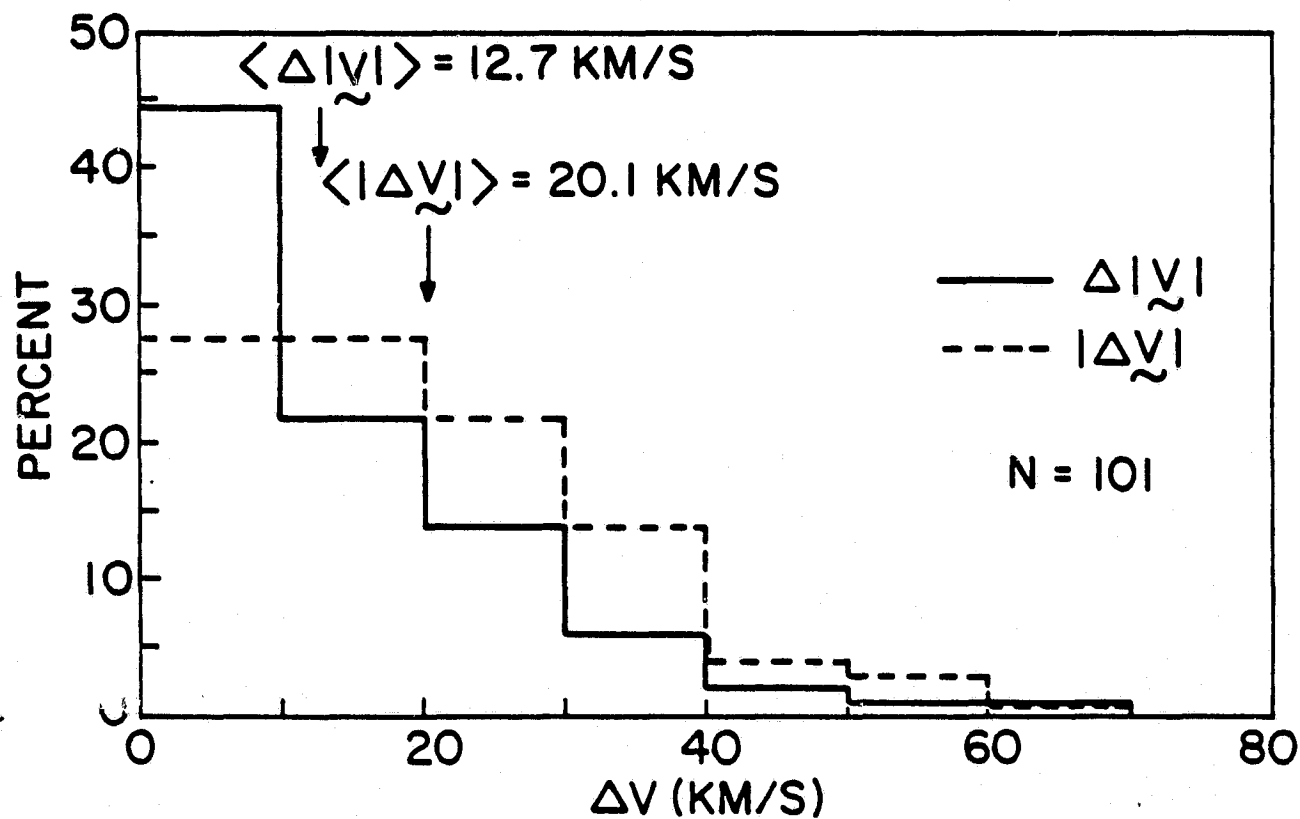 50
<Δ|V̰|> = 12.7 KM/S
40
<|ΔV̰|> = 20.1 KM/S
Δ|V̰|
30
|ΔV̰|
PERCENT
20
N = 101
10
0
0 20 40 60 80
ΔV (KM/S)